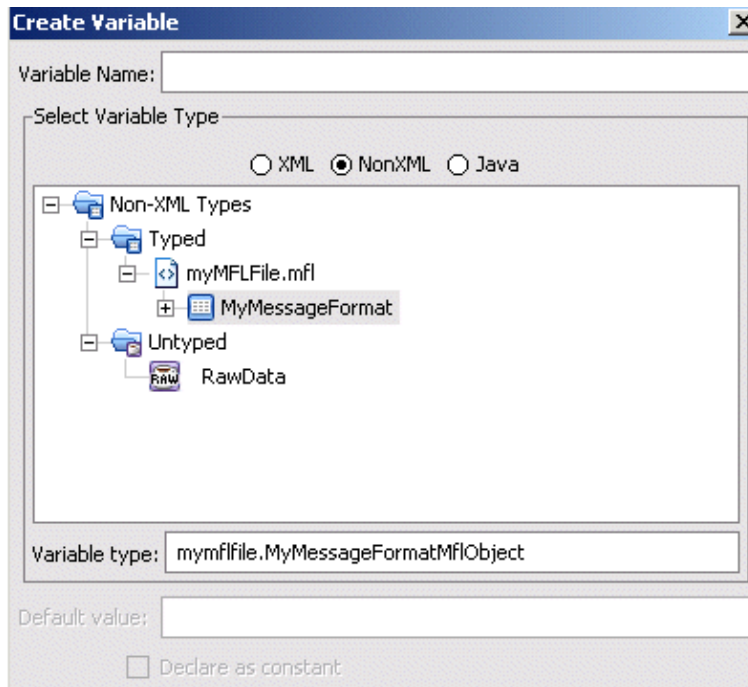 Create Variable
Variable Name:
Select Variable Type
XML NonXML Java
Non-XML Types
Typed
myMFLFile.mfl
MyMessageFormat
Untyped
RAW RawData
Variable type: mymflfile.MyMessageFormatMflObject
Default value:
Declare as constant